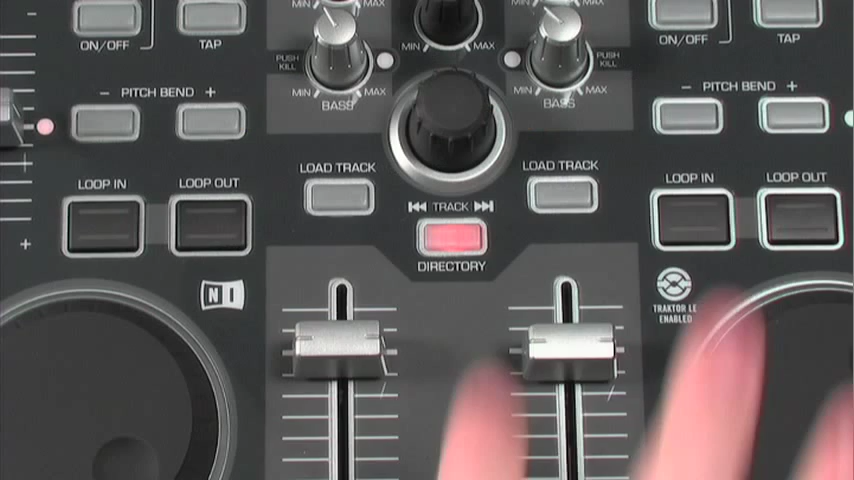 MIN MAX
MIN MAX
ON/OFF
TAP
MIN MAX
ON/OFF
TAP
PUSH
KILL
PUSH
KILL
MIN MAX
BASS
MIN MAX
BASS
- PITCH BEND +
- PITCH BEND +
LOAD TRACK
LOAD TRACK
LOOP IN
LOOP OUT
LOOP IN
LOOP OUT
TRACK
DIRECTORY
+
NI
TRAKTOR LE
ENABLED